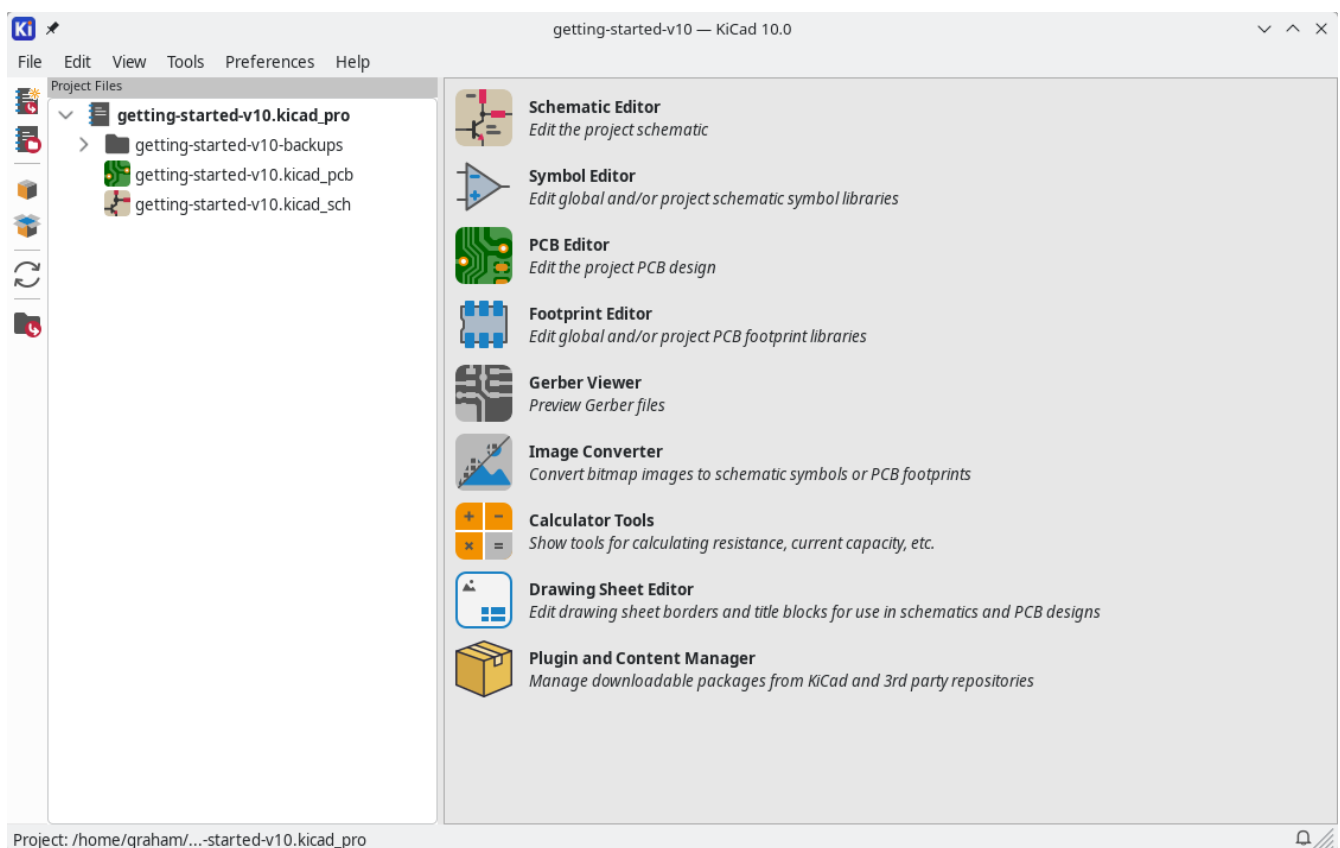 Ki
getting-started-v10 — KiCad 10.0
File Edit View Tools Preferences Help
Project Files
getting-started-v10.kicad_pro
getting-started-v10-backups
getting-started-v10.kicad_pcb
getting-started-v10.kicad_sch
Schematic Editor
Edit the project schematic
Symbol Editor
Edit global and/or project schematic symbol libraries
PCB Editor
Edit the project PCB design
Footprint Editor
Edit global and/or project PCB footprint libraries
Gerber Viewer
Preview Gerber files
Image Converter
Convert bitmap images to schematic symbols or PCB footprints
Calculator Tools
Show tools for calculating resistance, current capacity, etc.
Drawing Sheet Editor
Edit drawing sheet borders and title blocks for use in schematics and PCB designs
Plugin and Content Manager
Manage downloadable packages from KiCad and 3rd party repositories
Project: /home/graham/...-started-v10.kicad_pro